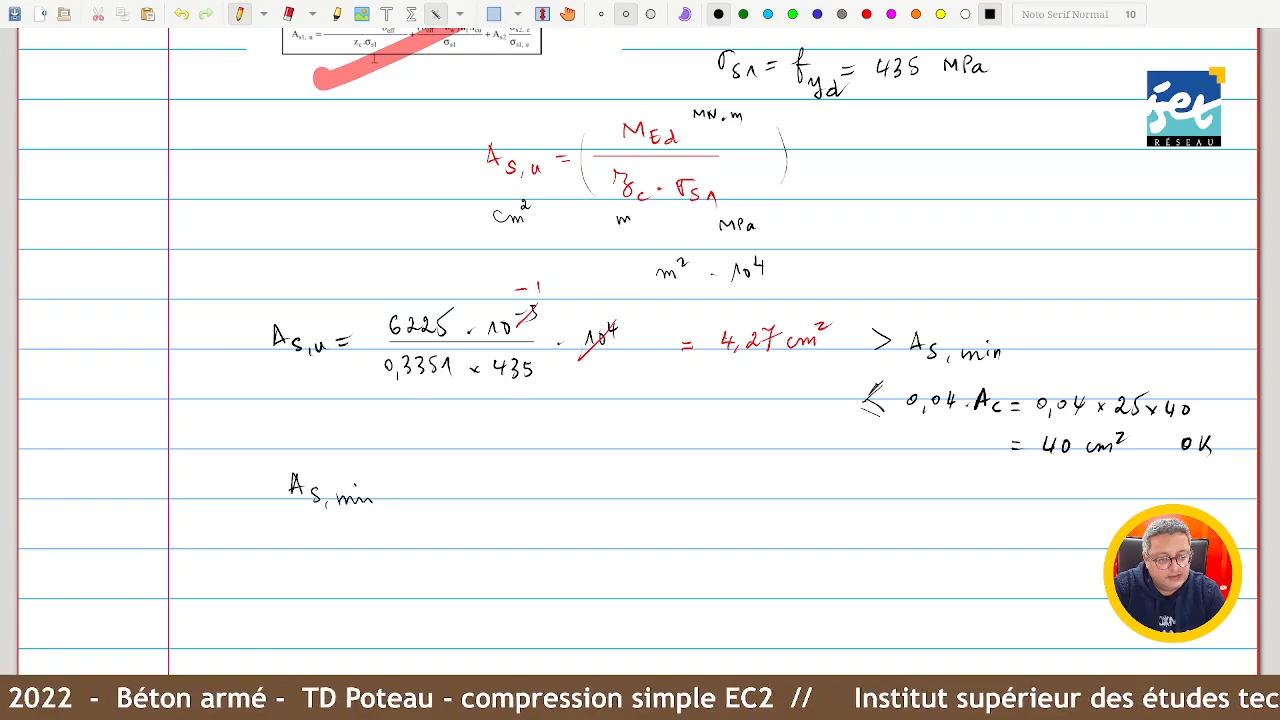 Noto Serif Normal 10
σs1 = fyd = 435 MPa
As,u = ( MEd / zc · σs1 )
MN.m
cm² m MPa
m² · 10⁴
As,u = 6225 · 10⁻³ / 0,3351 × 435 · 10⁴ = 4,27 cm² > As,min
-1
≤ 0,04 · Ac = 0,04 × 25 × 40
= 40 cm² OK
As,min
iset
RÉSEAU
2022 - Béton armé - TD Poteau - compression simple EC2 // Institut supérieur des études tec